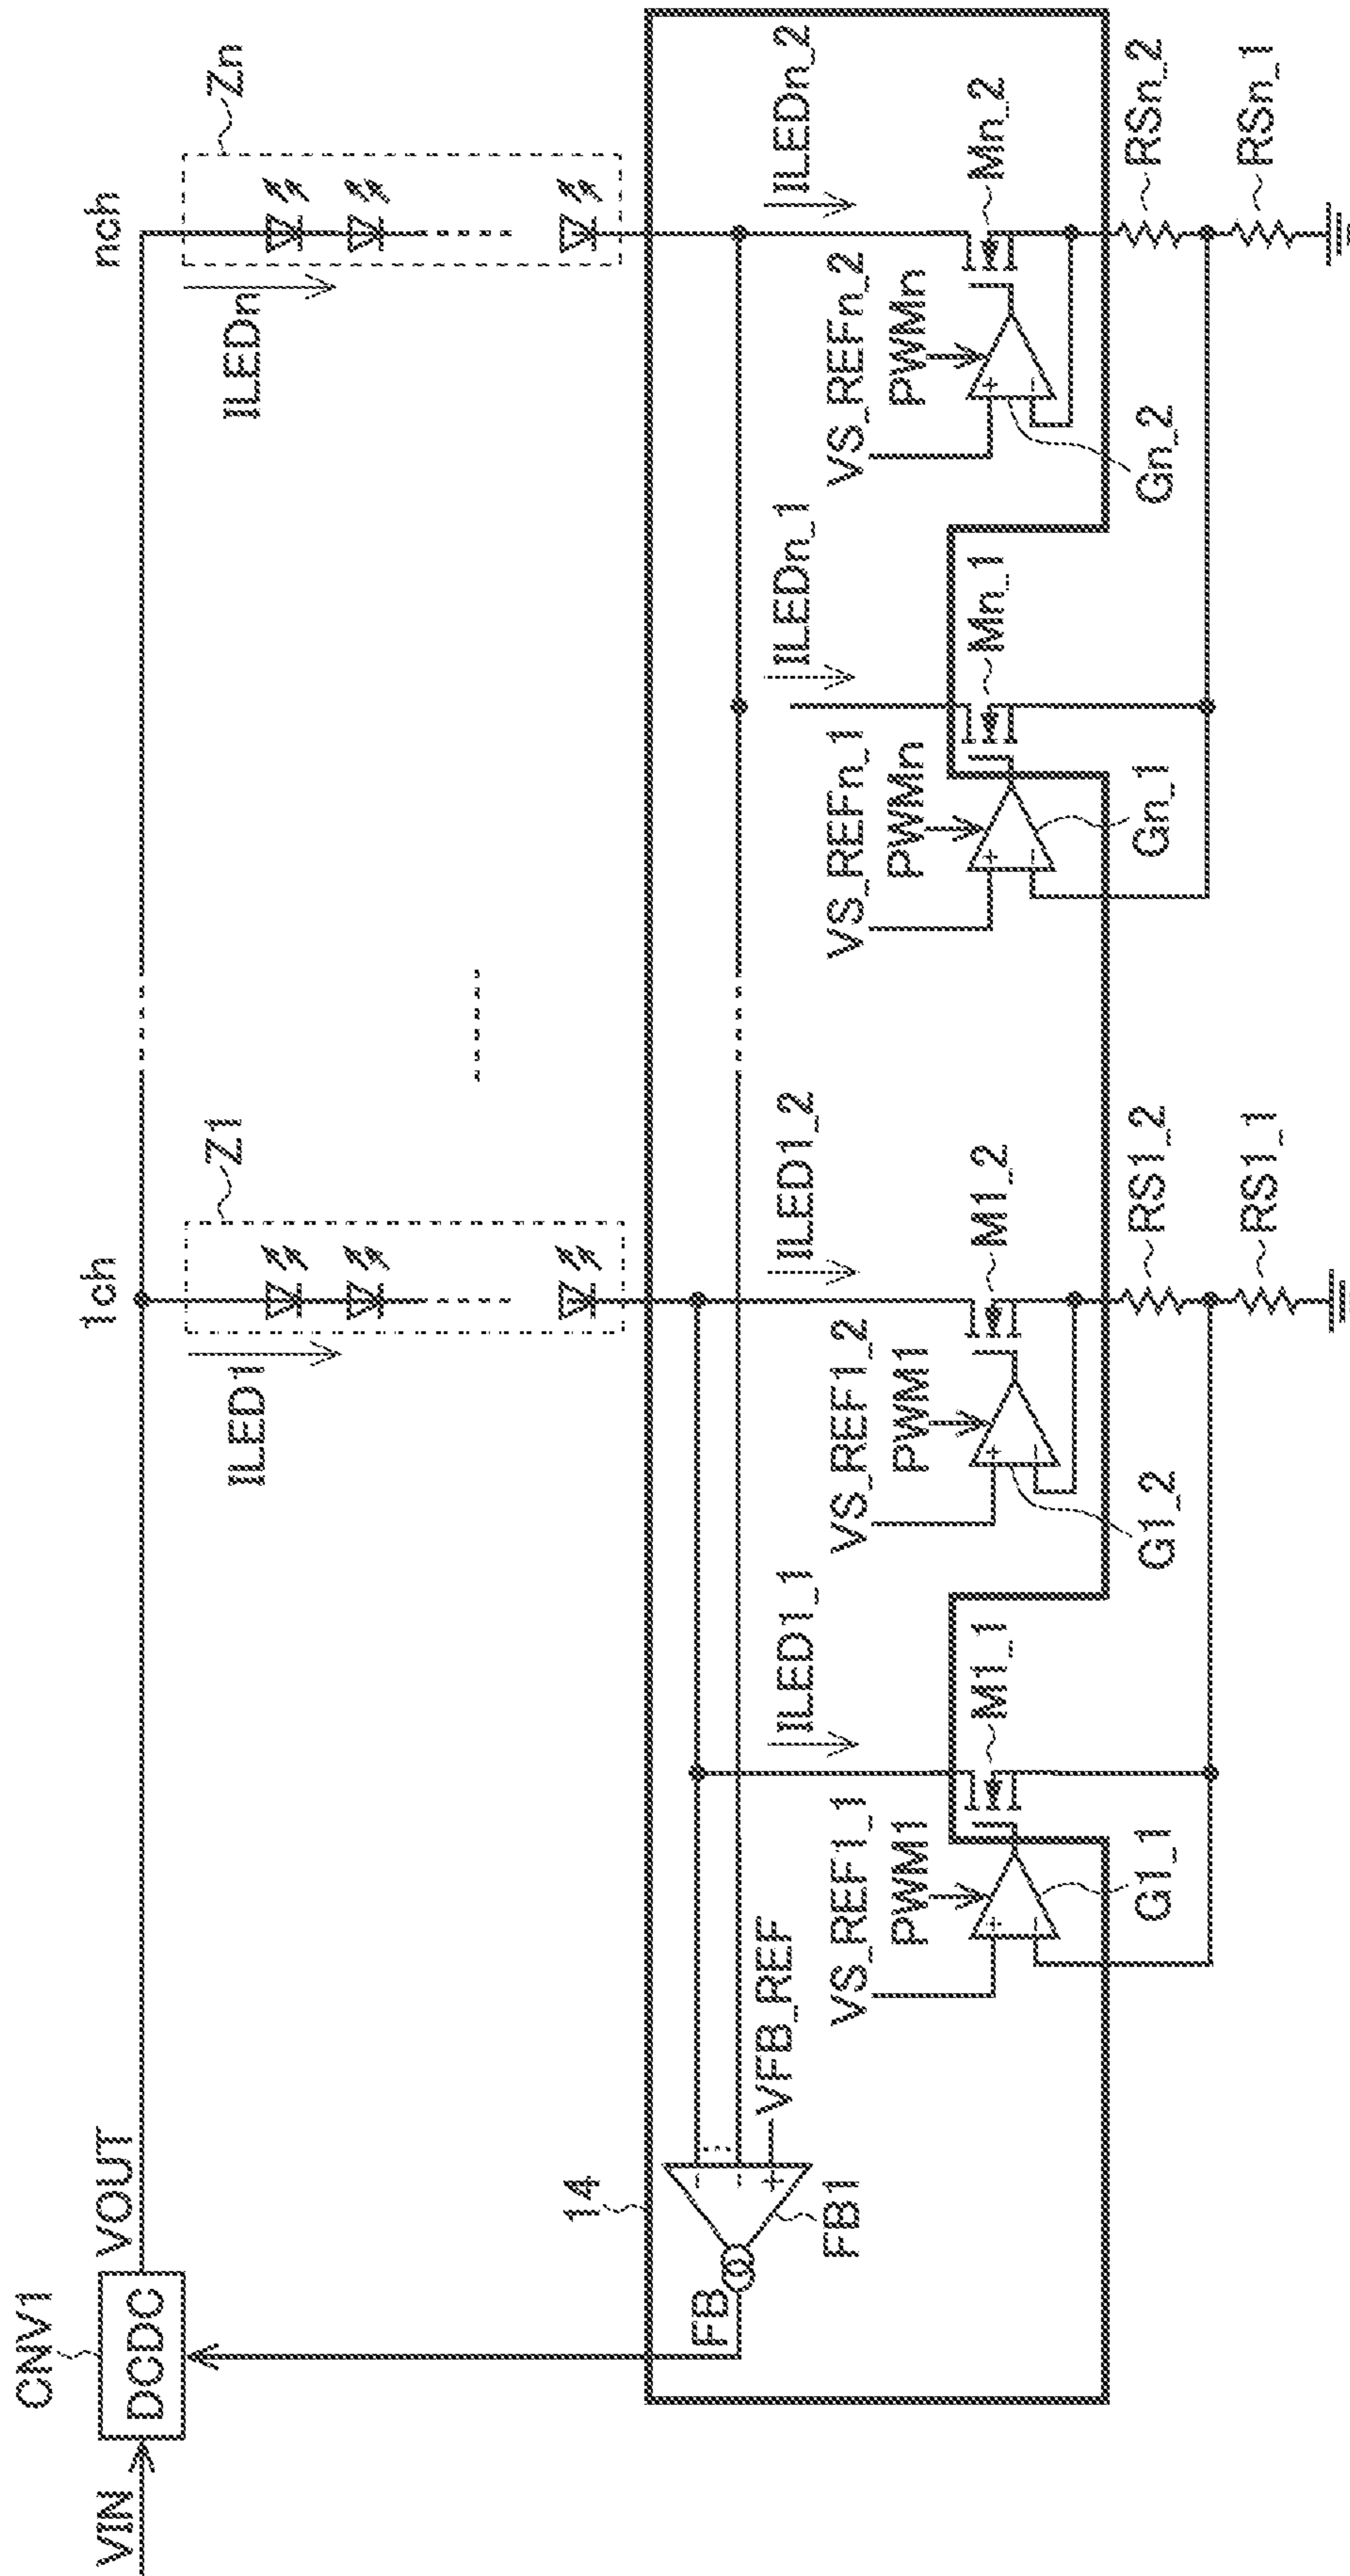 VIN
CNV1
DCDC
VOUT
1ch
nch
Z1
Zn
ILED1
ILEDn
14
FB
FB1
VFB_REF
ILED1_1
ILED1_2
ILEDn_1
ILEDn_2
VS_REF1_1
PWM1
M1_1
VS_REF1_2
PWM1
M1_2
VS_REFn_1
PWMn
Mn_1
VS_REFn_2
PWMn
Mn_2
G1_1
G1_2
Gn_1
Gn_2
RS1_2
RS1_1
RSn_2
RSn_1